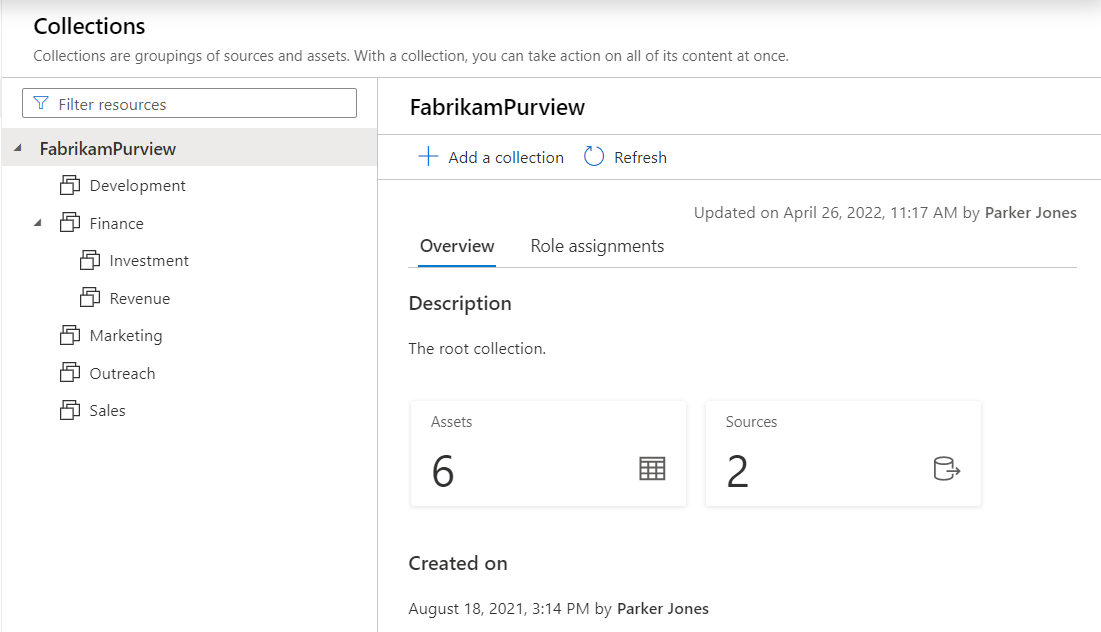 Collections
Collections are groupings of sources and assets. With a collection, you can take action on all of its content at once.
Filter resources
FabrikamPurview
Development
Finance
Investment
Revenue
Marketing
Outreach
Sales
FabrikamPurview
Add a collection Refresh
Updated on April 26, 2022, 11:17 AM by Parker Jones
Overview Role assignments
Description
The root collection.
Assets
6
Sources
2
Created on
August 18, 2021, 3:14 PM by Parker Jones